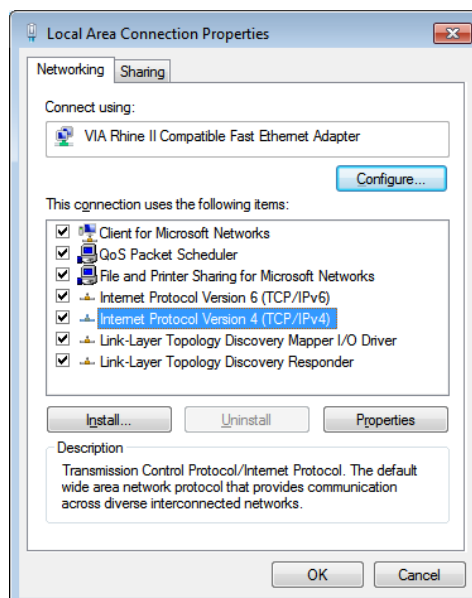 Local Area Connection Properties
Networking
Sharing
Connect using:
VIA Rhine II Compatible Fast Ethernet Adapter
Configure...
This connection uses the following items:
Client for Microsoft Networks
QoS Packet Scheduler
File and Printer Sharing for Microsoft Networks
Internet Protocol Version 6 (TCP/IPv6)
Internet Protocol Version 4 (TCP/IPv4)
Link-Layer Topology Discovery Mapper I/O Driver
Link-Layer Topology Discovery Responder
Install...
Uninstall
Properties
Description
Transmission Control Protocol/Internet Protocol. The default
wide area network protocol that provides communication
across diverse interconnected networks.
OK
Cancel